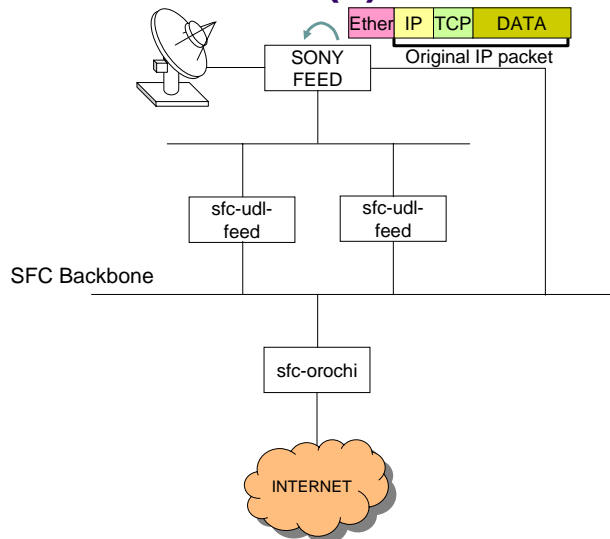 Ether IP TCP DATA
Original IP packet
SONY
FEED
sfc-udl-
feed
sfc-udl-
feed
SFC Backbone
sfc-orochi
INTERNET